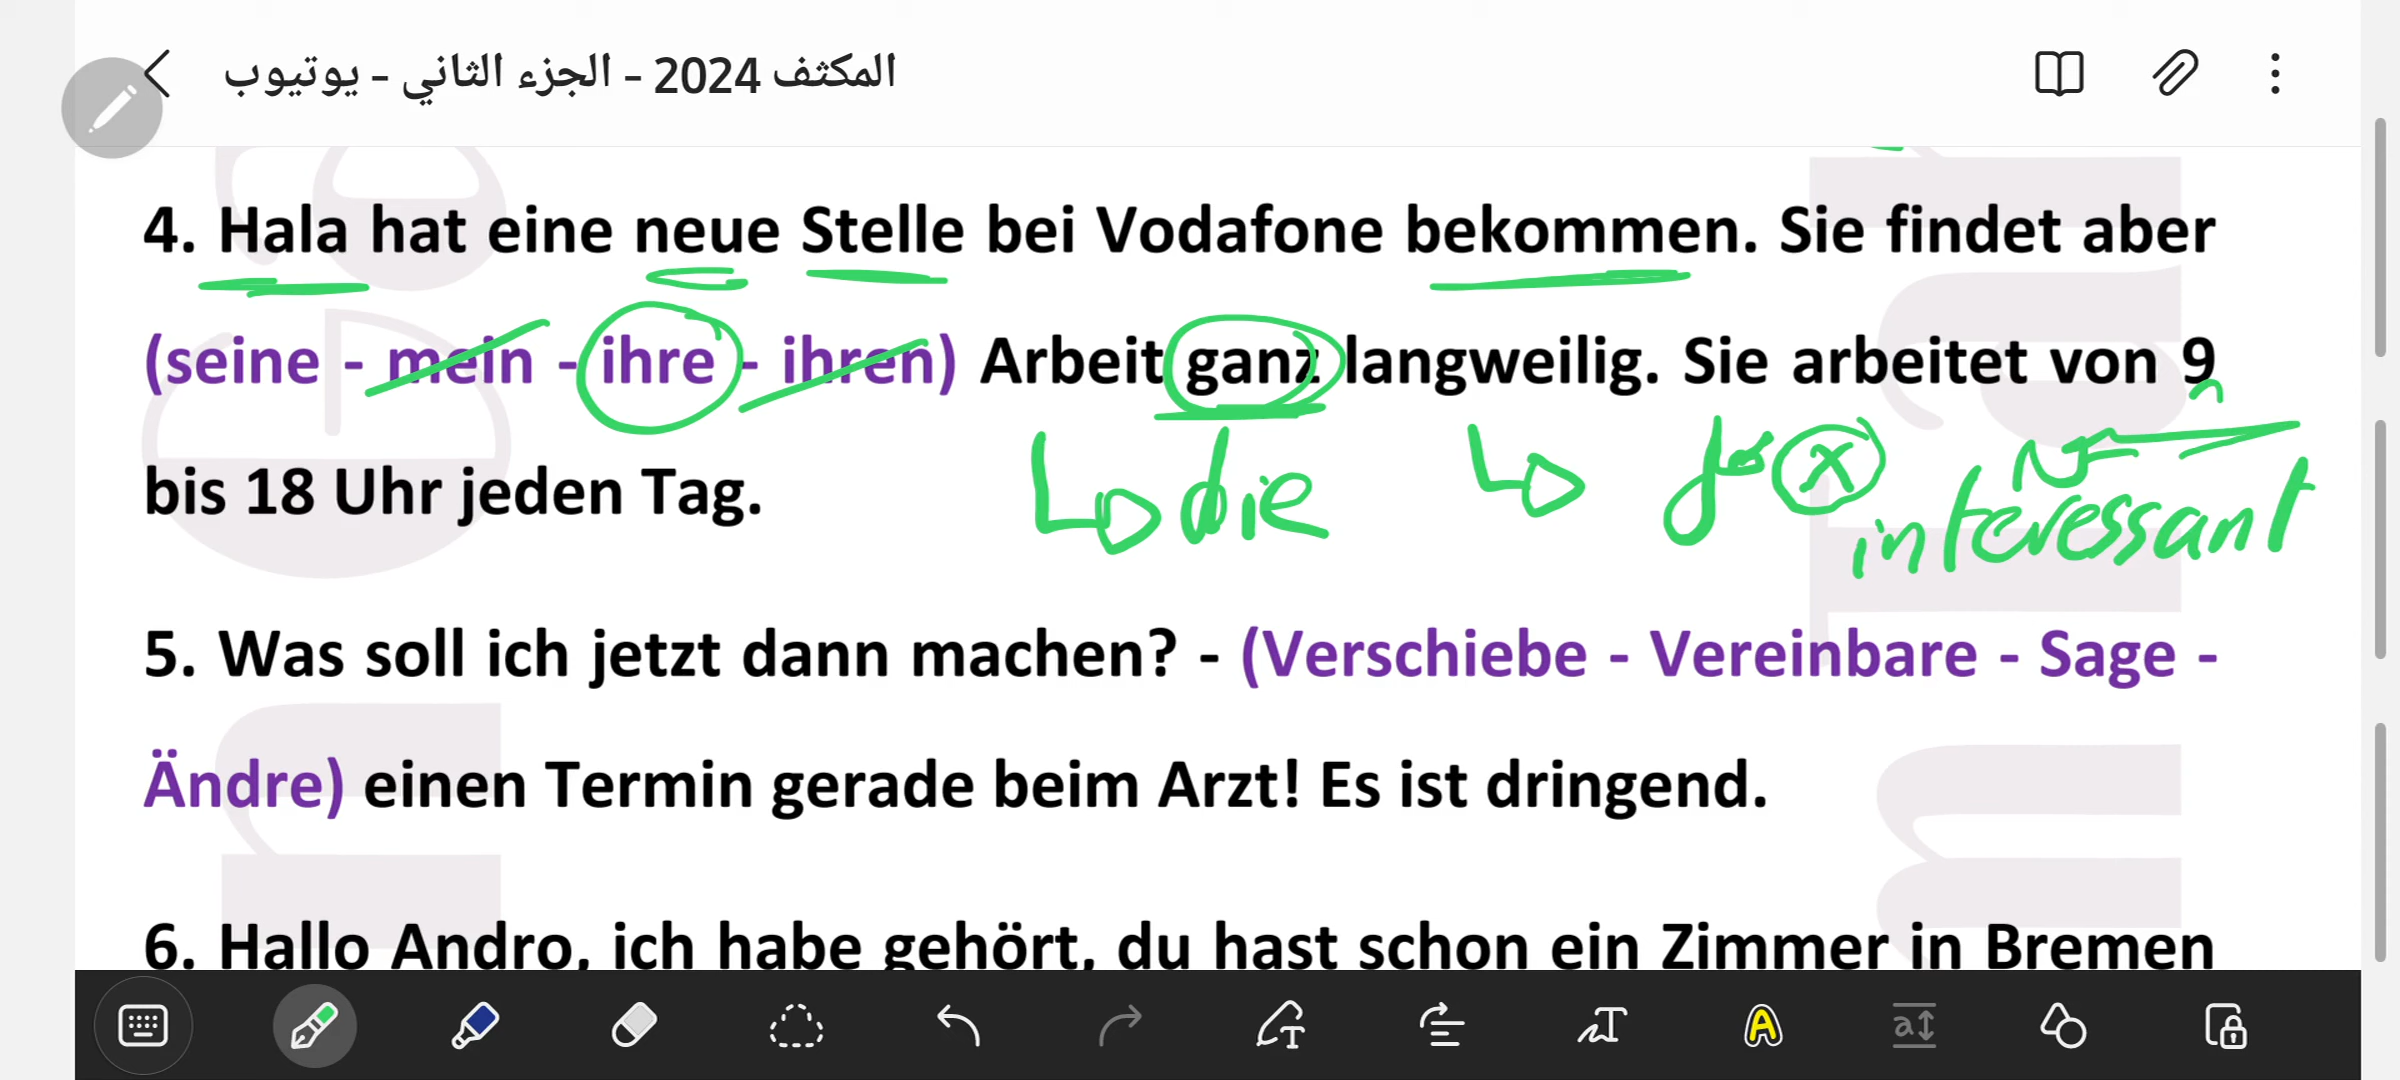 المكثف 2024 - الجزء الثاني - يوتيوب
4. Hala hat eine neue Stelle bei Vodafone bekommen. Sie findet aber
(seine - mein - ihre - ihren) Arbeit ganz langweilig. Sie arbeitet von 9
bis 18 Uhr jeden Tag.
die
interessant
5. Was soll ich jetzt dann machen? - (Verschiebe - Vereinbare - Sage -
Ändre) einen Termin gerade beim Arzt! Es ist dringend.
6. Hallo Andro, ich habe gehört, du hast schon ein Zimmer in Bremen